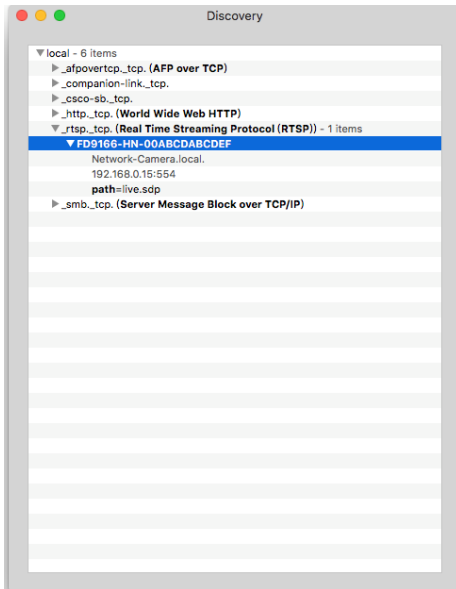 Discovery
local - 6 items
_afpovertcp._tcp. (AFP over TCP)
_companion-link._tcp.
_csco-sb._tcp.
_http._tcp. (World Wide Web HTTP)
_rtsp._tcp. (Real Time Streaming Protocol (RTSP)) - 1 items
FD9166-HN-00ABCDABCDEF
Network-Camera.local.
192.168.0.15:554
path=live.sdp
_smb._tcp. (Server Message Block over TCP/IP)